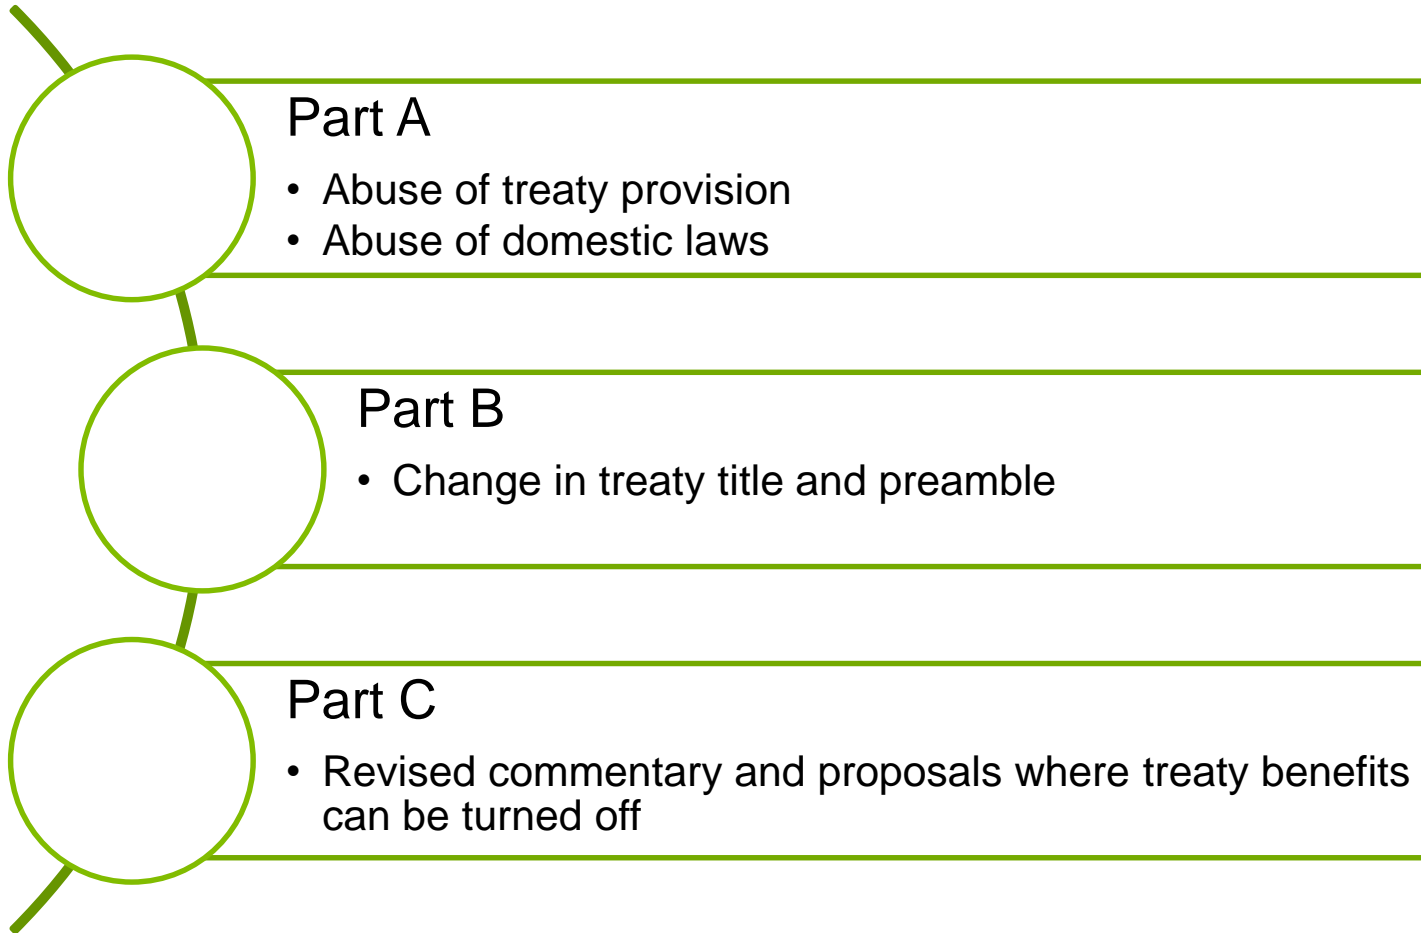 Part A
• Abuse of treaty provision
• Abuse of domestic laws
Part B
• Change in treaty title and preamble
Part C
• Revised commentary and proposals where treaty benefits
can be turned off